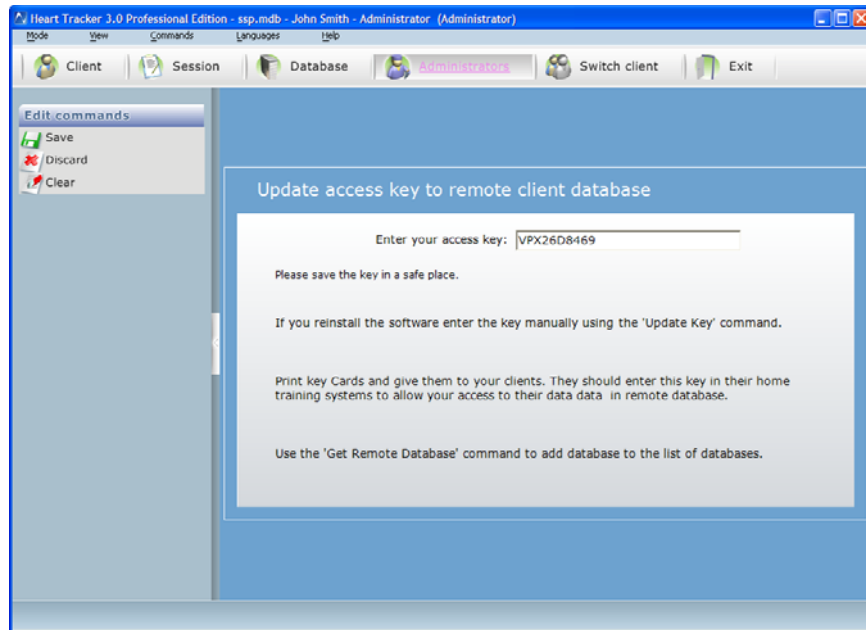 Heart Tracker 3.0 Professional Edition - ssp.mdb - John Smith - Administrator (Administrator)
Mode View Commands Languages Help
Client Session Database Administrators Switch client Exit
Edit commands
Save
Discard
Clear
Update access key to remote client database
Enter your access key: VPX26D8469
Please save the key in a safe place.
If you reinstall the software enter the key manually using the 'Update Key' command.
Print key Cards and give them to your clients. They should enter this key in their home
training systems to allow your access to their data data in remote database.
Use the 'Get Remote Database' command to add database to the list of databases.